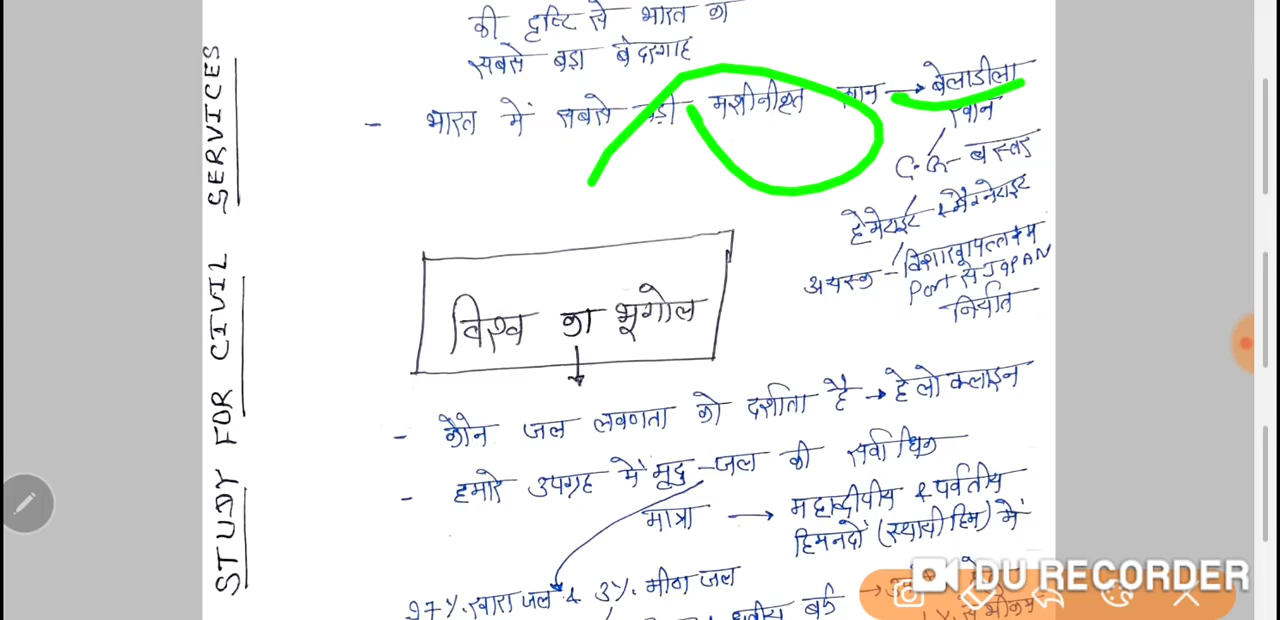 की दृष्टि से भारत का
सबसे बड़ा बंदरगाह
- भारत में सबसे बड़ी मशीनीकृत खान → बेलाडीला
खान
C.G. - बस्तर
हेमेटाइट & मैग्नेटाइट
अयस्क - विशाखापत्तनम
Port से JAPAN
निर्यात
STUDY FOR CIVIL SERVICES
विश्व का भूगोल
- कौन जल लवणता को दर्शाता है → हेलोक्लाइन
- हमारे उपग्रह में मृदु-जल की सर्वाधिक
मात्रा → महाद्वीपीय & पर्वतीय
हिमनदों (स्थायी हिम) में
97%. खारा जल & 3%. मीठा जल
बर्फ
DU RECORDER